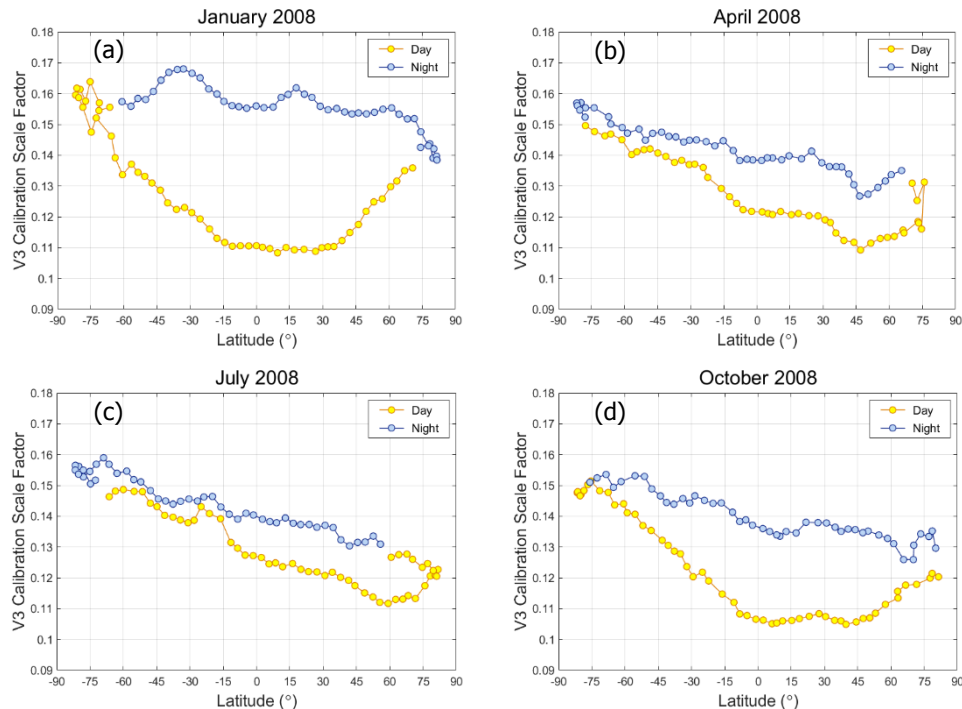 January 2008
(a)
Day
Night
V3 Calibration Scale Factor
0.18
0.17
0.16
0.15
0.14
0.13
0.12
0.11
0.1
0.09
-90 -75 -60 -45 -30 -15 0 15 30 45 60 75 90
Latitude (°)
April 2008
(b)
Day
Night
V3 Calibration Scale Factor
0.18
0.17
0.16
0.15
0.14
0.13
0.12
0.11
0.1
0.09
-90 -75 -60 -45 -30 -15 0 15 30 45 60 75 90
Latitude (°)
July 2008
(c)
Day
Night
V3 Calibration Scale Factor
0.18
0.17
0.16
0.15
0.14
0.13
0.12
0.11
0.1
0.09
-90 -75 -60 -45 -30 -15 0 15 30 45 60 75 90
Latitude (°)
October 2008
(d)
Day
Night
V3 Calibration Scale Factor
0.18
0.17
0.16
0.15
0.14
0.13
0.12
0.11
0.1
0.09
-90 -75 -60 -45 -30 -15 0 15 30 45 60 75 90
Latitude (°)